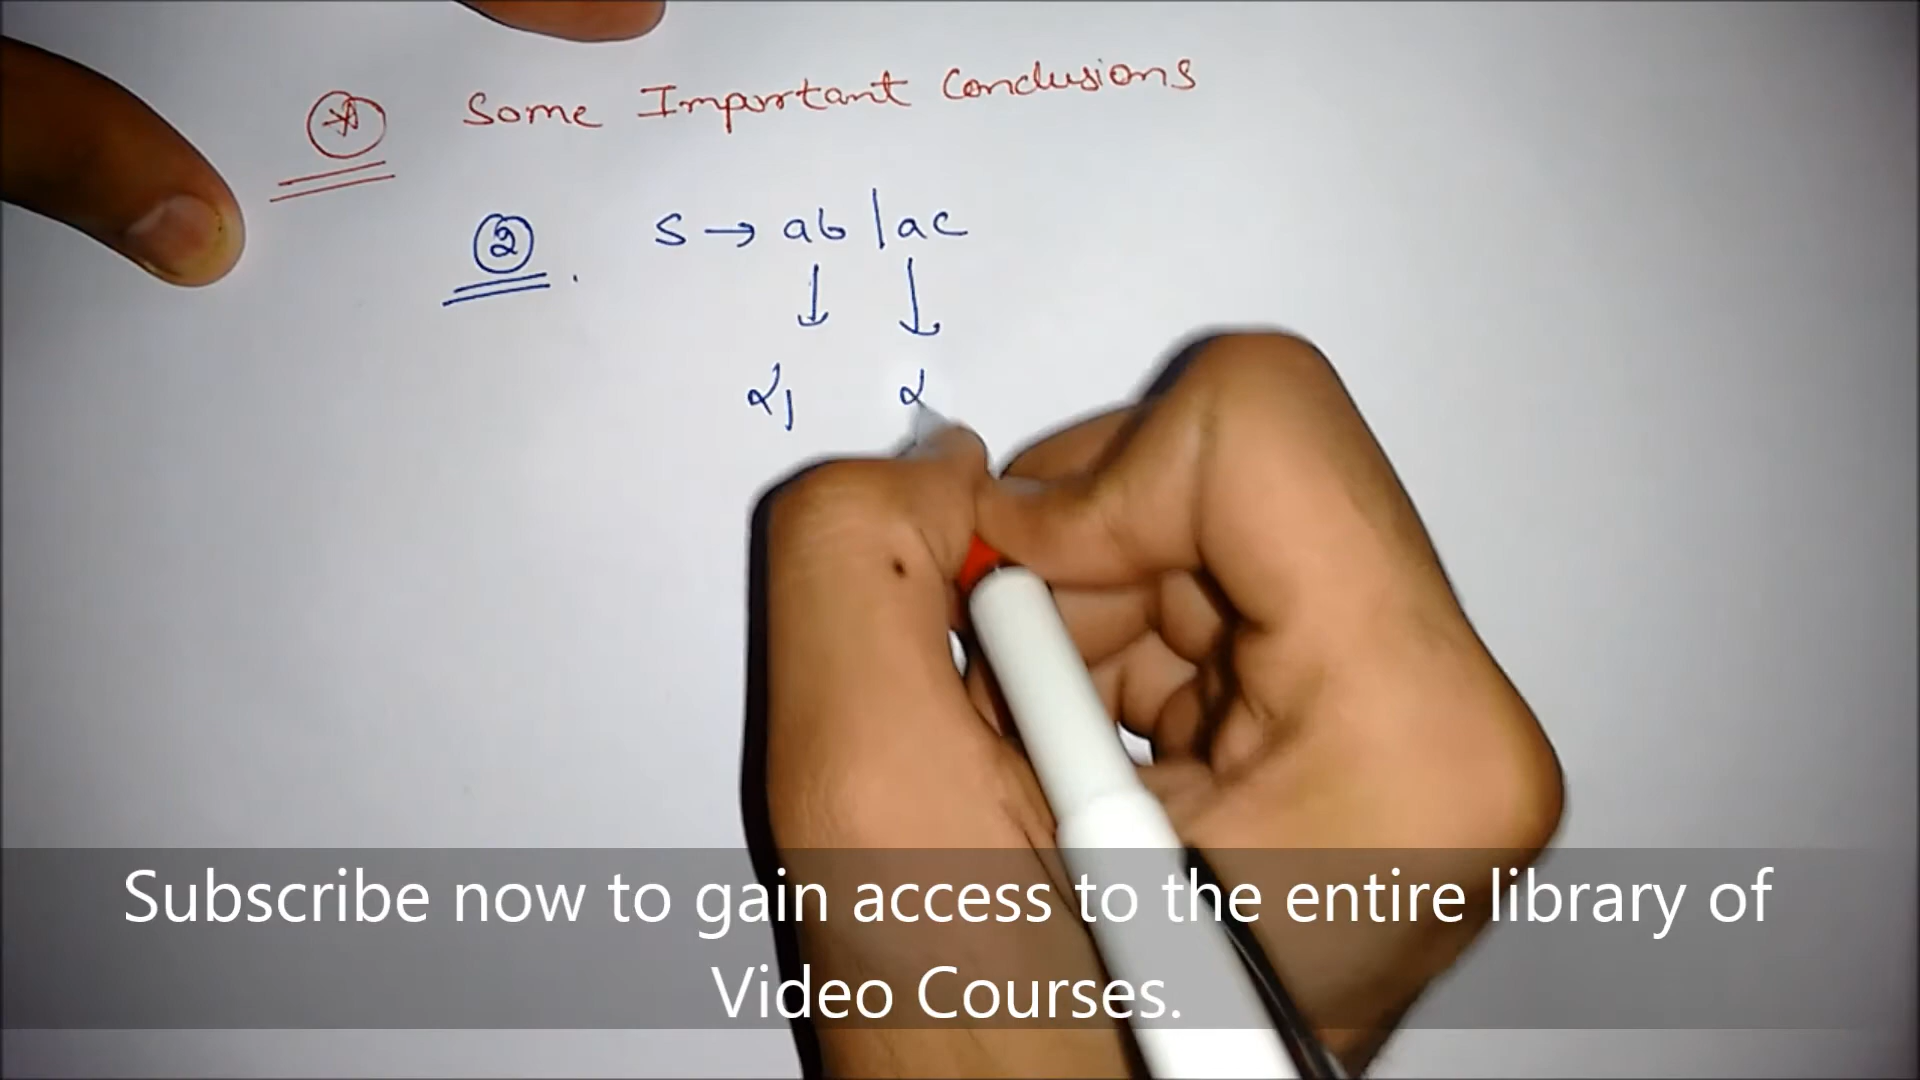 * Some Important Conclusions
2. S → ab | ac
↓ ↓
α1 α
Subscribe now to gain access to the entire library of
Video Courses.